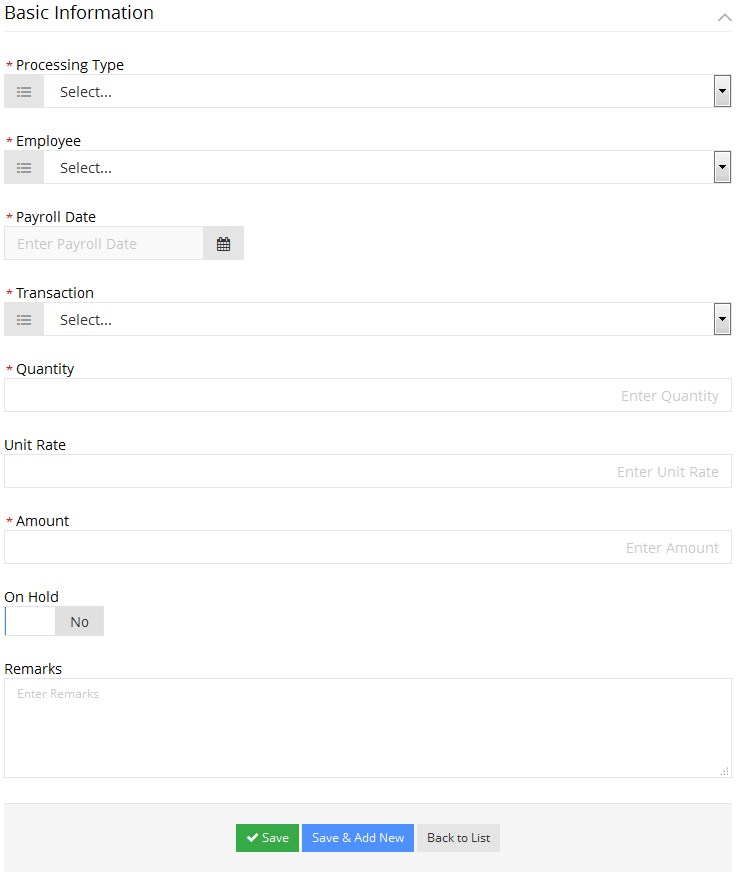 Basic Information
* Processing Type
Select...
* Employee
Select...
* Payroll Date
Enter Payroll Date
* Transaction
Select...
* Quantity
Enter Quantity
Unit Rate
Enter Unit Rate
* Amount
Enter Amount
On Hold
No
Remarks
Enter Remarks
Save Save & Add New Back to List